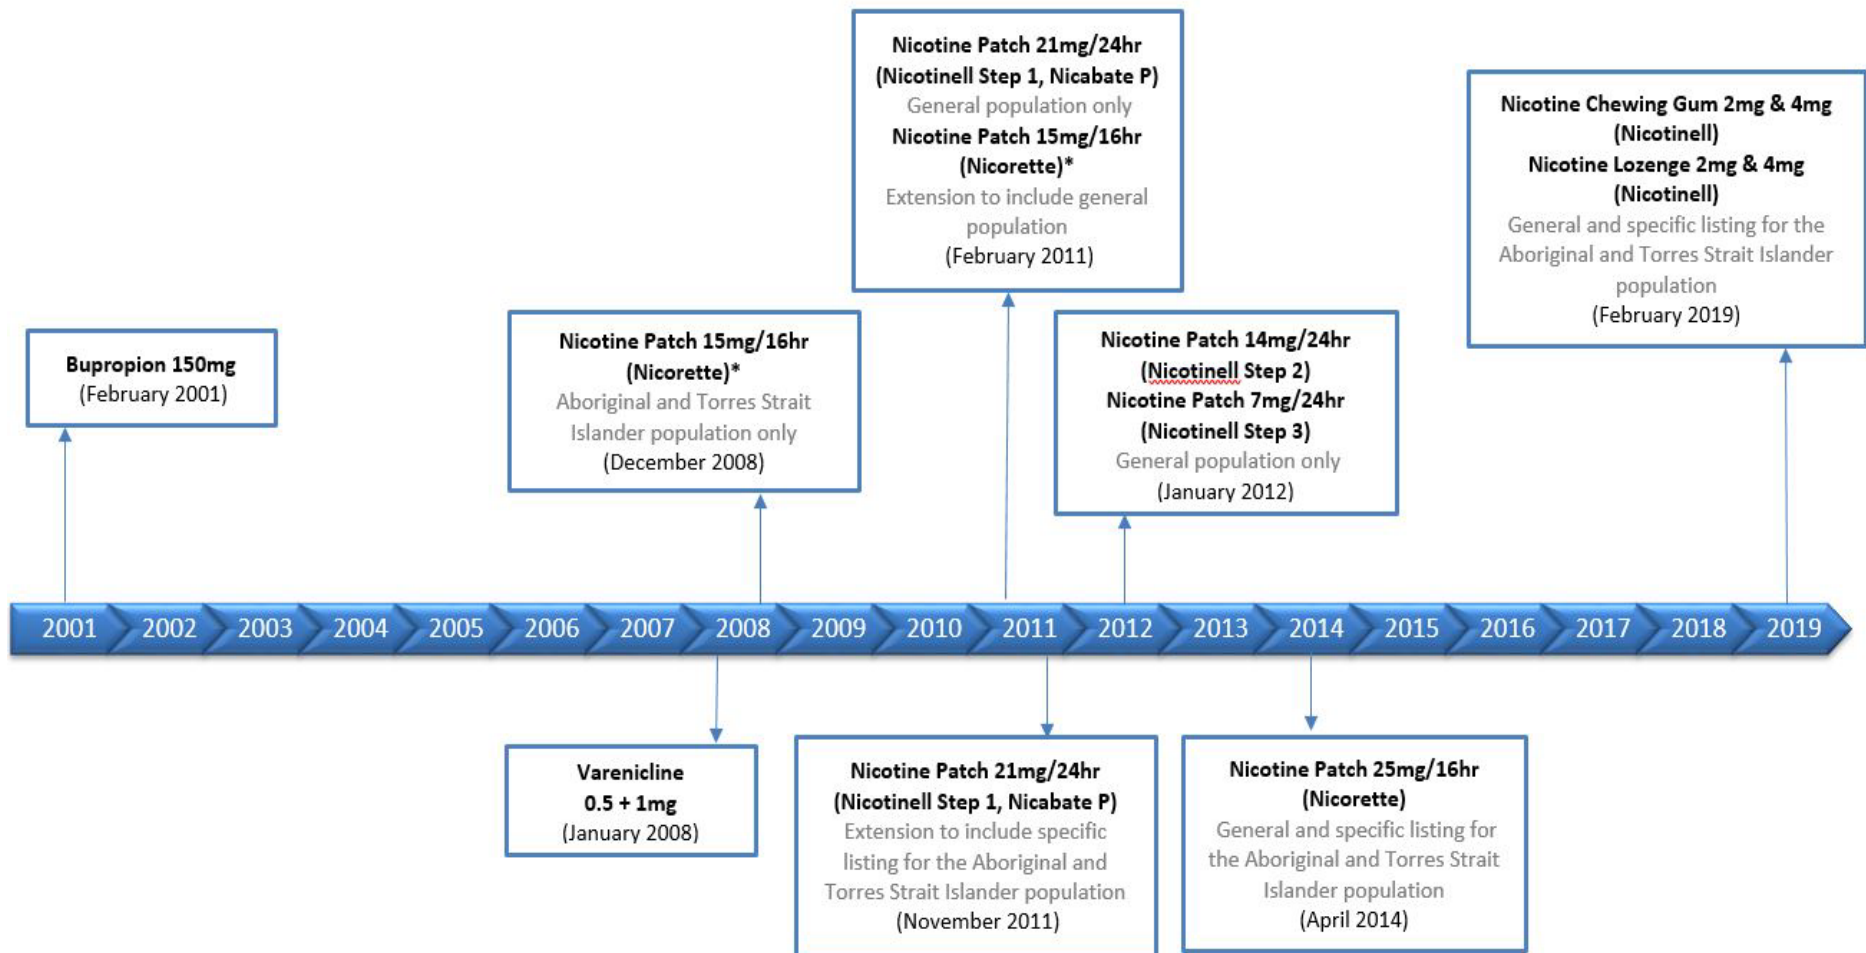 Nicotine Patch 21mg/24hr
(Nicotinell Step 1, Nicabate P)
General population only
Nicotine Patch 15mg/16hr
(Nicorette)*
Extension to include general
population
(February 2011)
Nicotine Chewing Gum 2mg & 4mg
(Nicotinell)
Nicotine Lozenge 2mg & 4mg
(Nicotinell)
General and specific listing for the
Aboriginal and Torres Strait Islander
population
(February 2019)
Bupropion 150mg
(February 2001)
Nicotine Patch 15mg/16hr
(Nicorette)*
Aboriginal and Torres Strait
Islander population only
(December 2008)
Nicotine Patch 14mg/24hr
(Nicotinell Step 2)
Nicotine Patch 7mg/24hr
(Nicotinell Step 3)
General population only
(January 2012)
2001 2002 2003 2004 2005 2006 2007 2008 2009 2010 2011 2012 2013 2014 2015 2016 2017 2018 2019
Varenicline
0.5 + 1mg
(January 2008)
Nicotine Patch 21mg/24hr
(Nicotinell Step 1, Nicabate P)
Extension to include specific
listing for the Aboriginal and
Torres Strait Islander population
(November 2011)
Nicotine Patch 25mg/16hr
(Nicorette)
General and specific listing for
the Aboriginal and Torres Strait
Islander population
(April 2014)